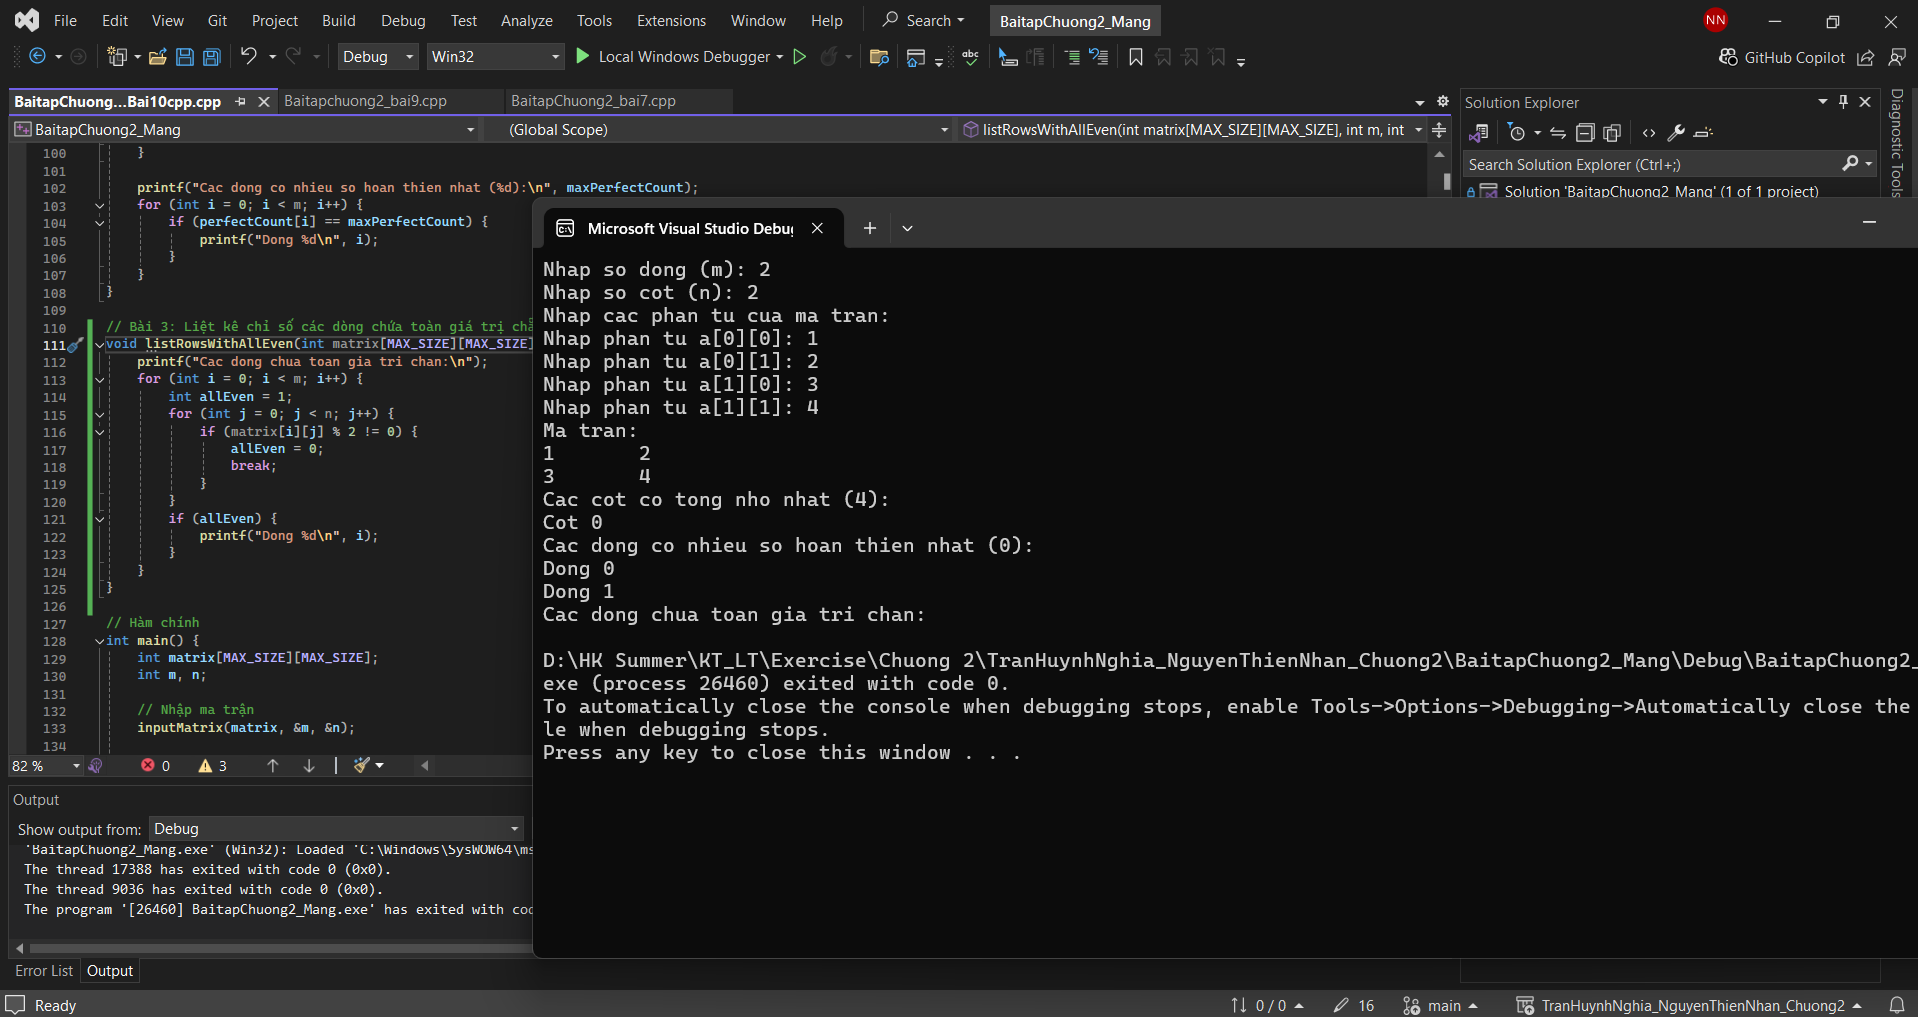 File Edit View Git Project Build Debug Test Analyze Tools Extensions Window Help Search BaitapChuong2_Mang NN
Debug Win32 Local Windows Debugger GitHub Copilot
BaitapChuong...Bai10cpp.cpp Baitapchuong2_bai9.cpp BaitapChuong2_bai7.cpp
BaitapChuong2_Mang (Global Scope) listRowsWithAllEven(int matrix[MAX_SIZE][MAX_SIZE], int m, int
100 }
101
102 printf("Cac dong co nhieu so hoan thien nhat (%d):\n", maxPerfectCount);
103 for (int i = 0; i < m; i++) {
104 if (perfectCount[i] == maxPerfectCount) {
105 printf("Dong %d\n", i);
106 }
107 }
108 }
109
110 // Bài 3: Liệt kê chỉ số các dòng chứa toàn giá trị
111 void listRowsWithAllEven(int matrix[MAX_SIZE][MAX_SIZE]
112 printf("Cac dong chua toan gia tri chan:\n");
113 for (int i = 0; i < m; i++) {
114 int allEven = 1;
115 for (int j = 0; j < n; j++) {
116 if (matrix[i][j] % 2 != 0) {
117 allEven = 0;
118 break;
119 }
120 }
121 if (allEven) {
122 printf("Dong %d\n", i);
123 }
124 }
125 }
126
127 // Hàm chính
128 int main() {
129 int matrix[MAX_SIZE][MAX_SIZE];
130 int m, n;
131
132 // Nhập ma trận
133 inputMatrix(matrix, &m, &n);
134
82 % 0 3
Output
Show output from: Debug
'BaitapChuong2_Mang.exe' (Win32): Loaded 'C:\Windows\SysWOW64\ms
The thread 17388 has exited with code 0 (0x0).
The thread 9036 has exited with code 0 (0x0).
The program '[26460] BaitapChuong2_Mang.exe' has exited with
Error List Output
Microsoft Visual Studio Debu
Nhap so dong (m): 2
Nhap so cot (n): 2
Nhap cac phan tu cua ma tran:
Nhap phan tu a[0][0]: 1
Nhap phan tu a[0][1]: 2
Nhap phan tu a[1][0]: 3
Nhap phan tu a[1][1]: 4
Ma tran:
1 2
3 4
Cac cot co tong nho nhat (4):
Cot 0
Cac dong co nhieu so hoan thien nhat (0):
Dong 0
Dong 1
Cac dong chua toan gia tri chan:
D:\HK Summer\KT_LT\Exercise\Chuong 2\TranHuynhNghia_NguyenThienNhan_Chuong2\BaitapChuong2_Mang\Debug\BaitapChuong2_
exe (process 26460) exited with code 0.
To automatically close the console when debugging stops, enable Tools->Options->Debugging->Automatically close the
le when debugging stops.
Press any key to close this window . . .
Solution Explorer
Search Solution Explorer (Ctrl+;)
Solution 'BaitapChuong2_Mang' (1 of 1 project)
Diagnostic Tools
Ready 0 / 0 16 main TranHuynhNghia_NguyenThienNhan_Chuong2